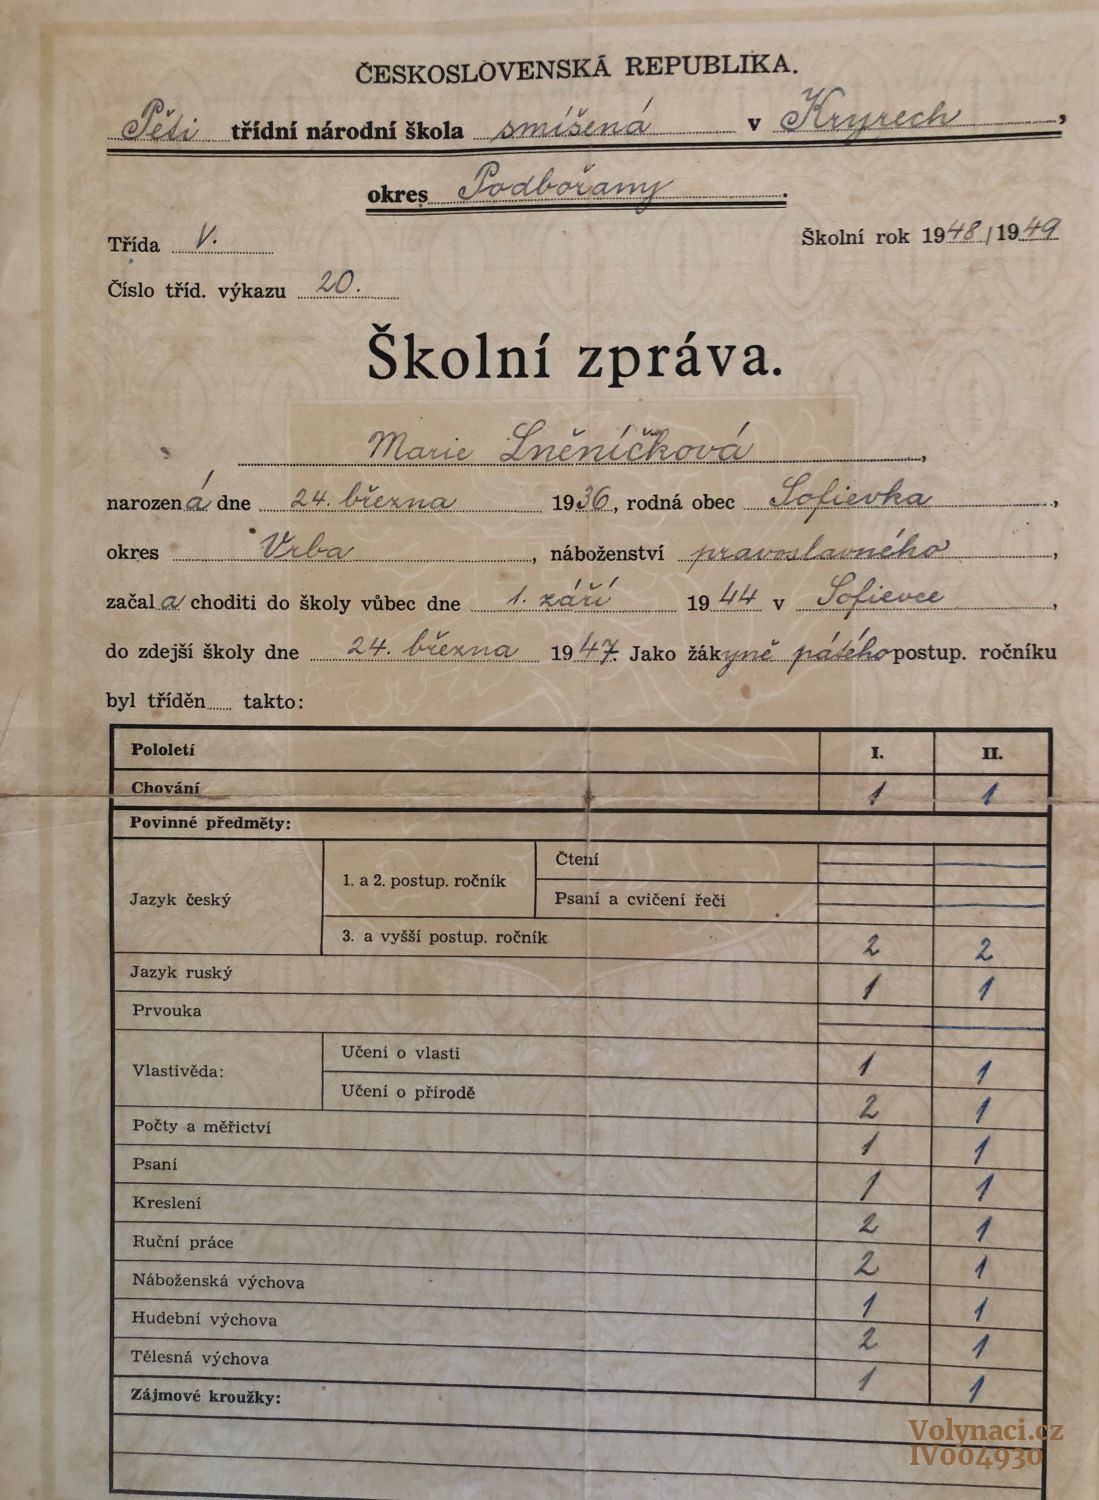 ČESKOSLOVENSKÁ REPUBLIKA.
Pěti třídní národní škola smíšená v Kryrech,
okres Podbořany.
Třída V. Školní rok 1948/1949
Číslo tříd. výkazu 20.
Školní zpráva.
Marie Lněníčková,
narozená dne 24. března 1936, rodná obec Sofievka,
okres Vrba, náboženství pravoslavného,
začala choditi do školy vůbec dne 1. září 1944 v Sofievce,
do zdejší školy dne 24. března 1947. Jako žákyně pátého postup. ročníku
byl tříděn takto:
Pololetí I. II.
Chování 1 1
Povinné předměty:
Jazyk český 1. a 2. postup. ročník Čtení
Psaní a cvičení řeči
3. a vyšší postup. ročník 2 2
Jazyk ruský 1 1
Prvouka
Vlastivěda: Učení o vlasti 1 1
Učení o přírodě 2 1
Počty a měřictví 1 1
Psaní 1 1
Kreslení 2 1
Ruční práce 2 1
Náboženská výchova 1 1
Hudební výchova 2 1
Tělesná výchova 1 1
Zájmové kroužky:
Volynaci.cz
IV004930